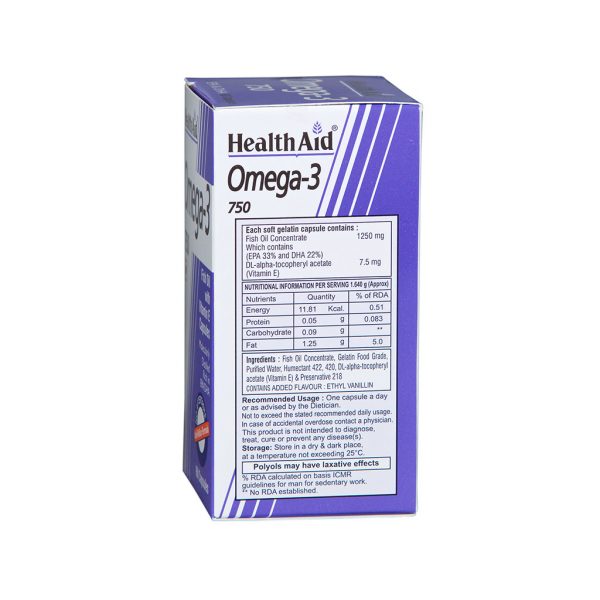 HealthAid®
Omega-3
750
Each soft gelatin capsule contains :
Fish Oil Concentrate 1250 mg
Which contains
(EPA 33% and DHA 22%)
DL-alpha-tocopheryl acetate 7.5 mg
(Vitamin E)
NUTRITIONAL INFORMATION PER SERVING 1.640 g (Approx)
Nutrients Quantity % of RDA
Energy 11.81 Kcal. 0.51
Protein 0.05 g 0.083
Carbohydrate 0.09 g **
Fat 1.25 g 5.0
Ingredients : Fish Oil Concentrate, Gelatin Food Grade,
Purified Water, Humectant 422, 420, DL-alpha-tocopheryl
acetate (Vitamin E) & Preservative 218
CONTAINS ADDED FLAVOUR : ETHYL VANILLIN
Recommended Usage : One capsule a day
or as advised by the Dietician.
Not to exceed the stated recommended daily usage.
In case of accidental overdose contact a physician.
This product is not intended to diagnose,
treat, cure or prevent any disease(s).
Storage: Store in a dry & dark place,
at a temperature not exceeding 25°C.
Polyols may have laxative effects
% RDA calculated on basis ICMR
guidelines for man for sedentary work.
** No RDA established.
Omega-3
750
Fish Oil
with
Vitamin E
Capsules